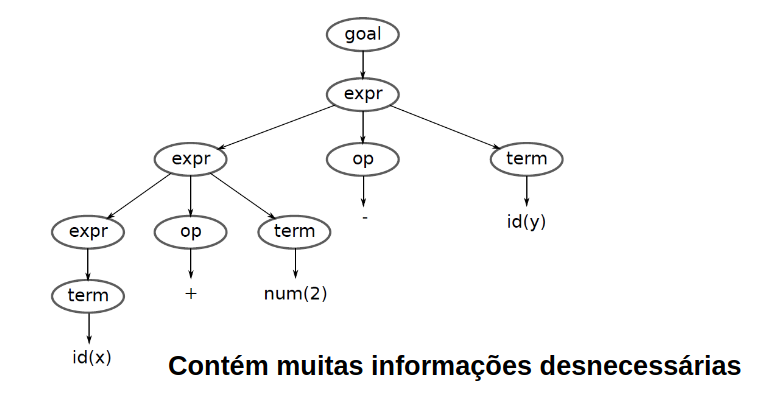 goal
expr
expr op term
- id(y)
expr op term
term + num(2)
id(x)
Contém muitas informações desnecessárias